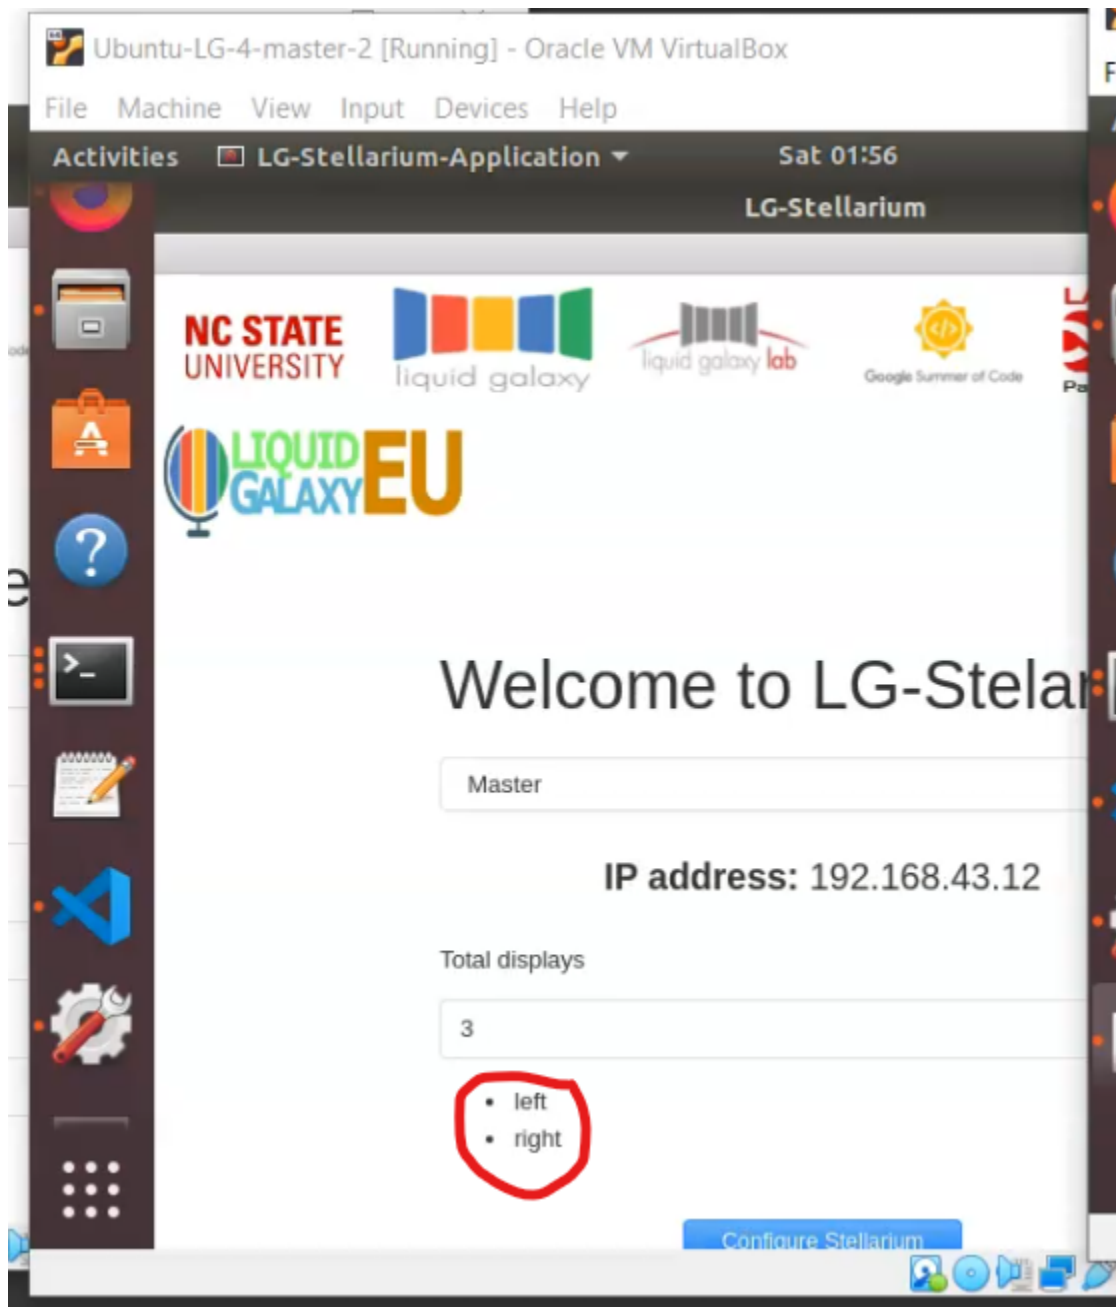 Ubuntu-LG-4-master-2 [Running] - Oracle VM VirtualBox
File Machine View Input Devices Help
Activities LG-Stellarium-Application Sat 01:56
LG-Stellarium
NC STATE
UNIVERSITY
liquid galaxy
liquid galaxy lab
Google Summer of Code
LIQUID
GALAXY EU
Welcome to LG-Stelar
Master
IP address: 192.168.43.12
Total displays
3
left
right
Configure Stellarium